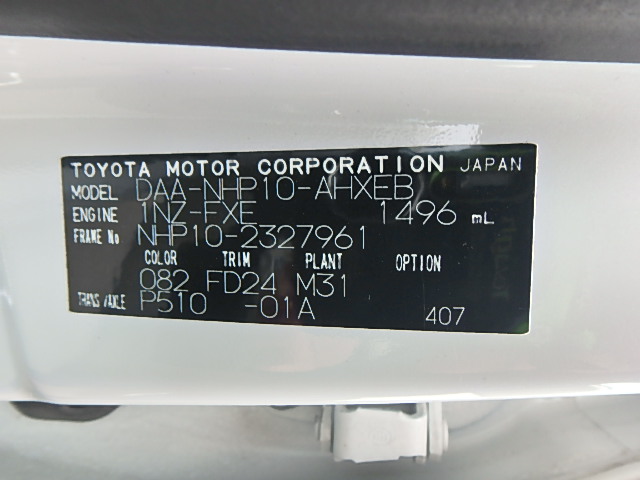 TOYOTA MOTOR CORPORATION JAPAN
MODEL DAA-NHP10-AHXEB
ENGINE 1NZ-FXE 1496 mL
FRAME No NHP10-2327961
COLOR TRIM PLANT OPTION
082 FD24 M31
TRANS/AXLE P510 -01A 407